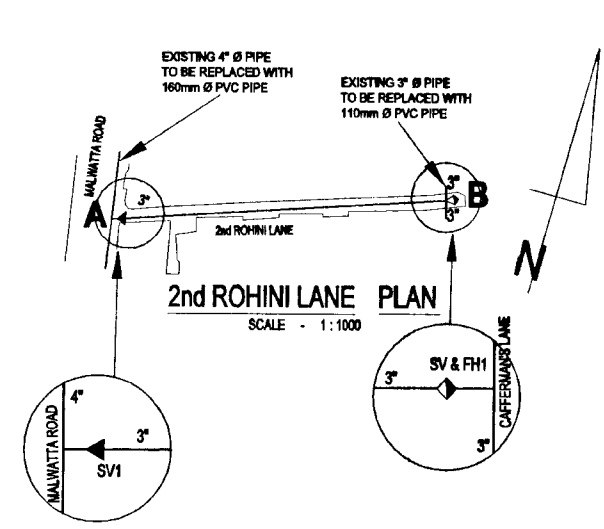 EXISTING 4" Ø PIPE
TO BE REPLACED WITH
160mm Ø PVC PIPE
EXISTING 3" Ø PIPE
TO BE REPLACED WITH
110mm Ø PVC PIPE
MALWATTA ROAD
A
3"
2nd ROHINI LANE
3"
B
3"
N
2nd ROHINI LANE PLAN
SCALE - 1 : 1000
4"
MALWATTA ROAD
3"
SV1
SV & FH1
3"
CAFFERMAN'S LANE
3"